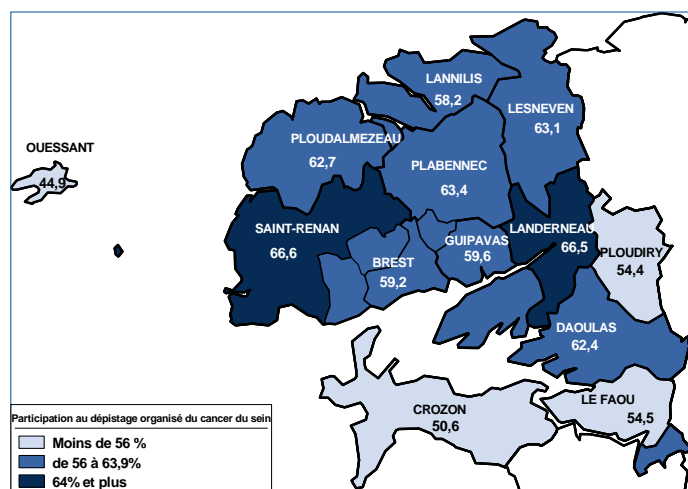 LANNILIS
58,2
LESNEVEN
63,1
PLOUDALMEZEAU
62,7
OUESSANT
44,9
PLABENNEC
63,4
SAINT-RENAN
66,6
GUIPAVAS
59,6
LANDERNEAU
66,5
PLOUDIRY
54,4
BREST
59,2
DAOULAS
62,4
CROZON
50,6
LE FAOU
54,5
Participation au dépistage organisé du cancer du sein
Moins de 56 %
de 56 à 63,9%
64% et plus